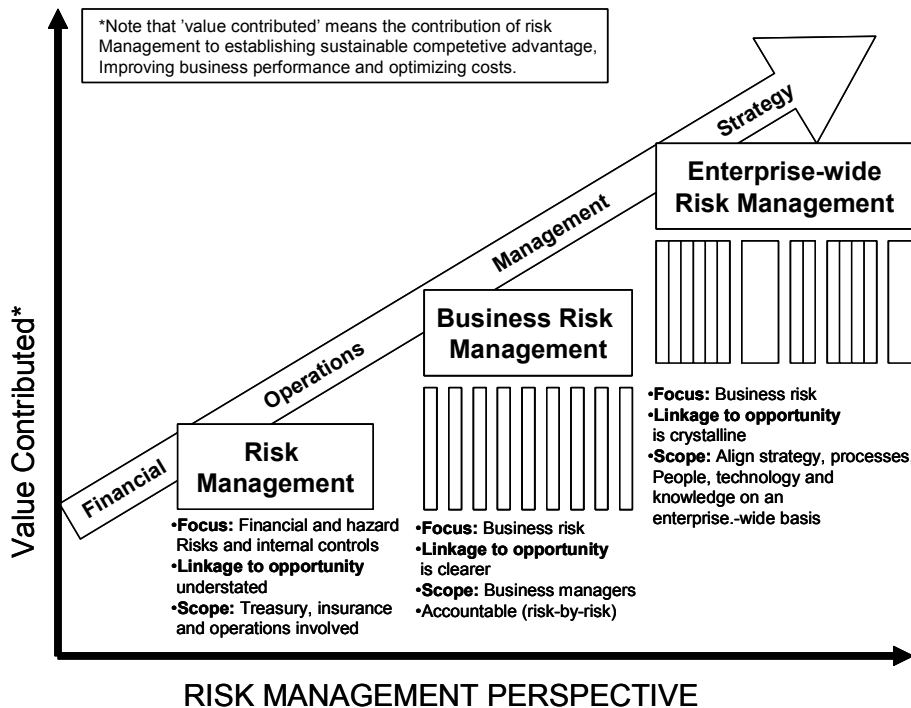 *Note that 'value contributed' means the contribution of risk
Management to establishing sustainable competetive advantage,
Improving business performance and optimizing costs.
Strategy
Enterprise-wide
Risk Management
Management
Business Risk
Management
Operations
•Focus: Business risk
•Linkage to opportunity
is crystalline
•Scope: Align strategy, processes,
People, technology and
knowledge on an
enterprise.-wide basis
Risk
Management
Financial
•Focus: Financial and hazard
Risks and internal controls
•Linkage to opportunity
understated
•Scope: Treasury, insurance
and operations involved
•Focus: Business risk
•Linkage to opportunity
is clearer
•Scope: Business managers
•Accountable (risk-by-risk)
Value Contributed*
RISK MANAGEMENT PERSPECTIVE